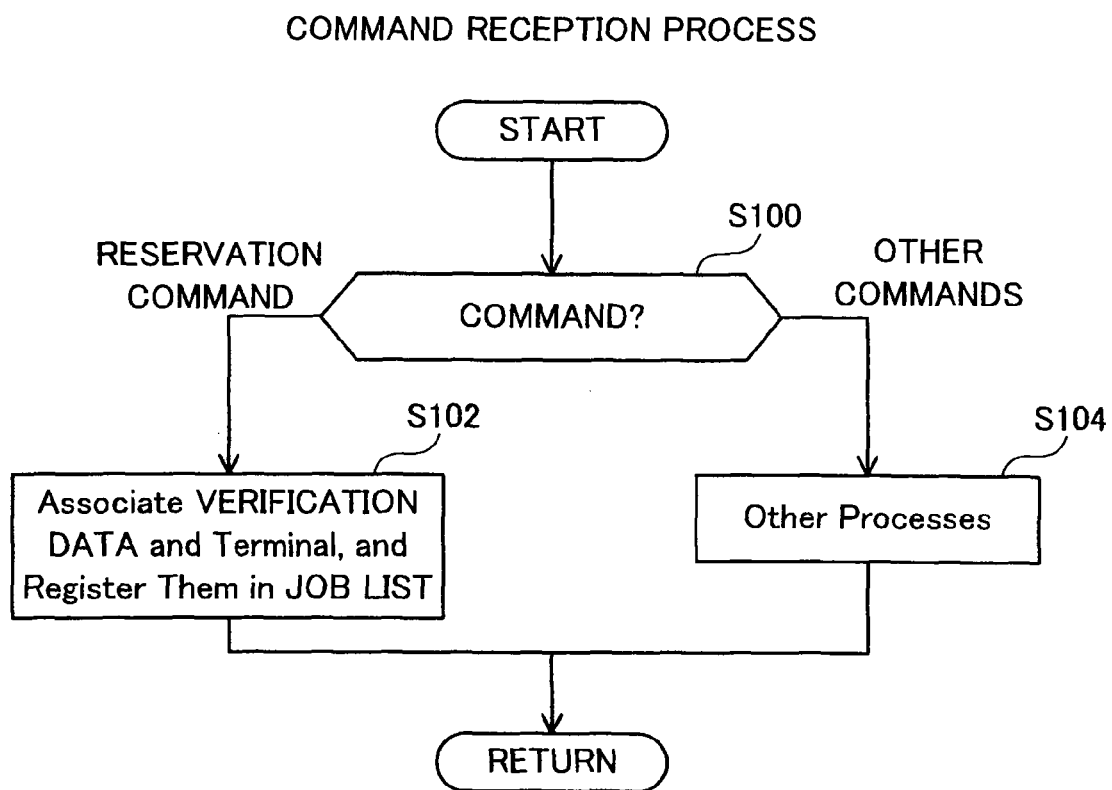 COMMAND RECEPTION PROCESS
START
S100
RESERVATION
COMMAND
OTHER
COMMANDS
COMMAND?
S102
S104
Associate VERIFICATION
DATA and Terminal, and
Register Them in JOB LIST
Other Processes
RETURN